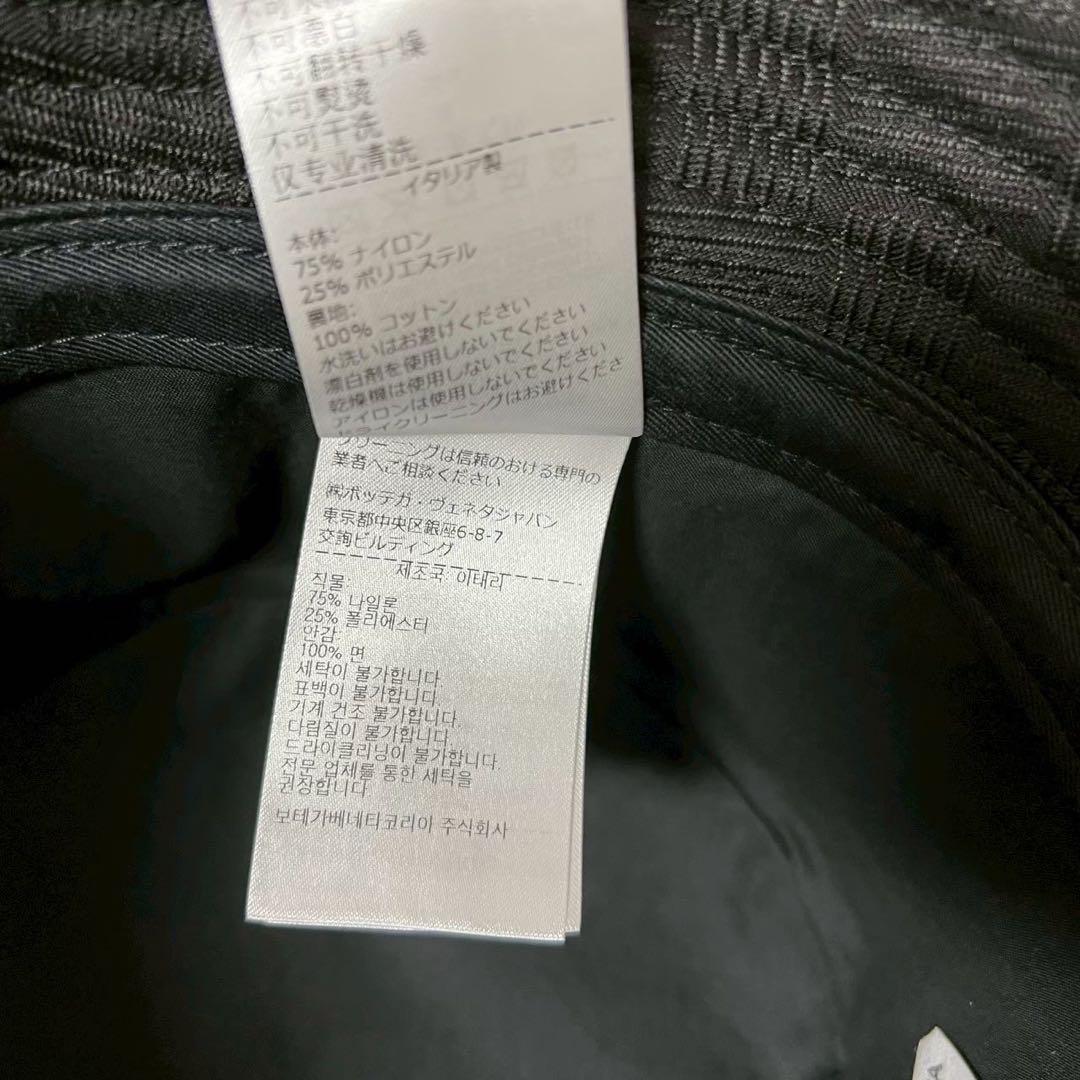 不可漂白
不可翻转干燥
不可熨烫
不可干洗
仅专业清洗
イタリア製
本体:
75% ナイロン
25% ポリエステル
裏地:
100% コットン
水洗いはお避けください
漂白剤を使用しないでください
乾燥機は使用しないでください
アイロンは使用しないでください
ドライクリーニングはお避けくださ
クリーニングは信頼のおける専門の
業者へご相談ください
㈱ボッテガ・ヴェネタジャパン
東京都中央区銀座6-8-7
交詢ビルディング
제조국: 이태리
직물:
75% 나일로
25% 폴리에스터
안감:
100% 면
세탁이 불가합니다
표백이 불가합니다
기계 건조 불가합니다.
다림질이 불가합니다
드라이클리닝이 불가합니다.
전문 업체를 통한 세탁을
권장합니다
보테가베네타코리아 주식회사